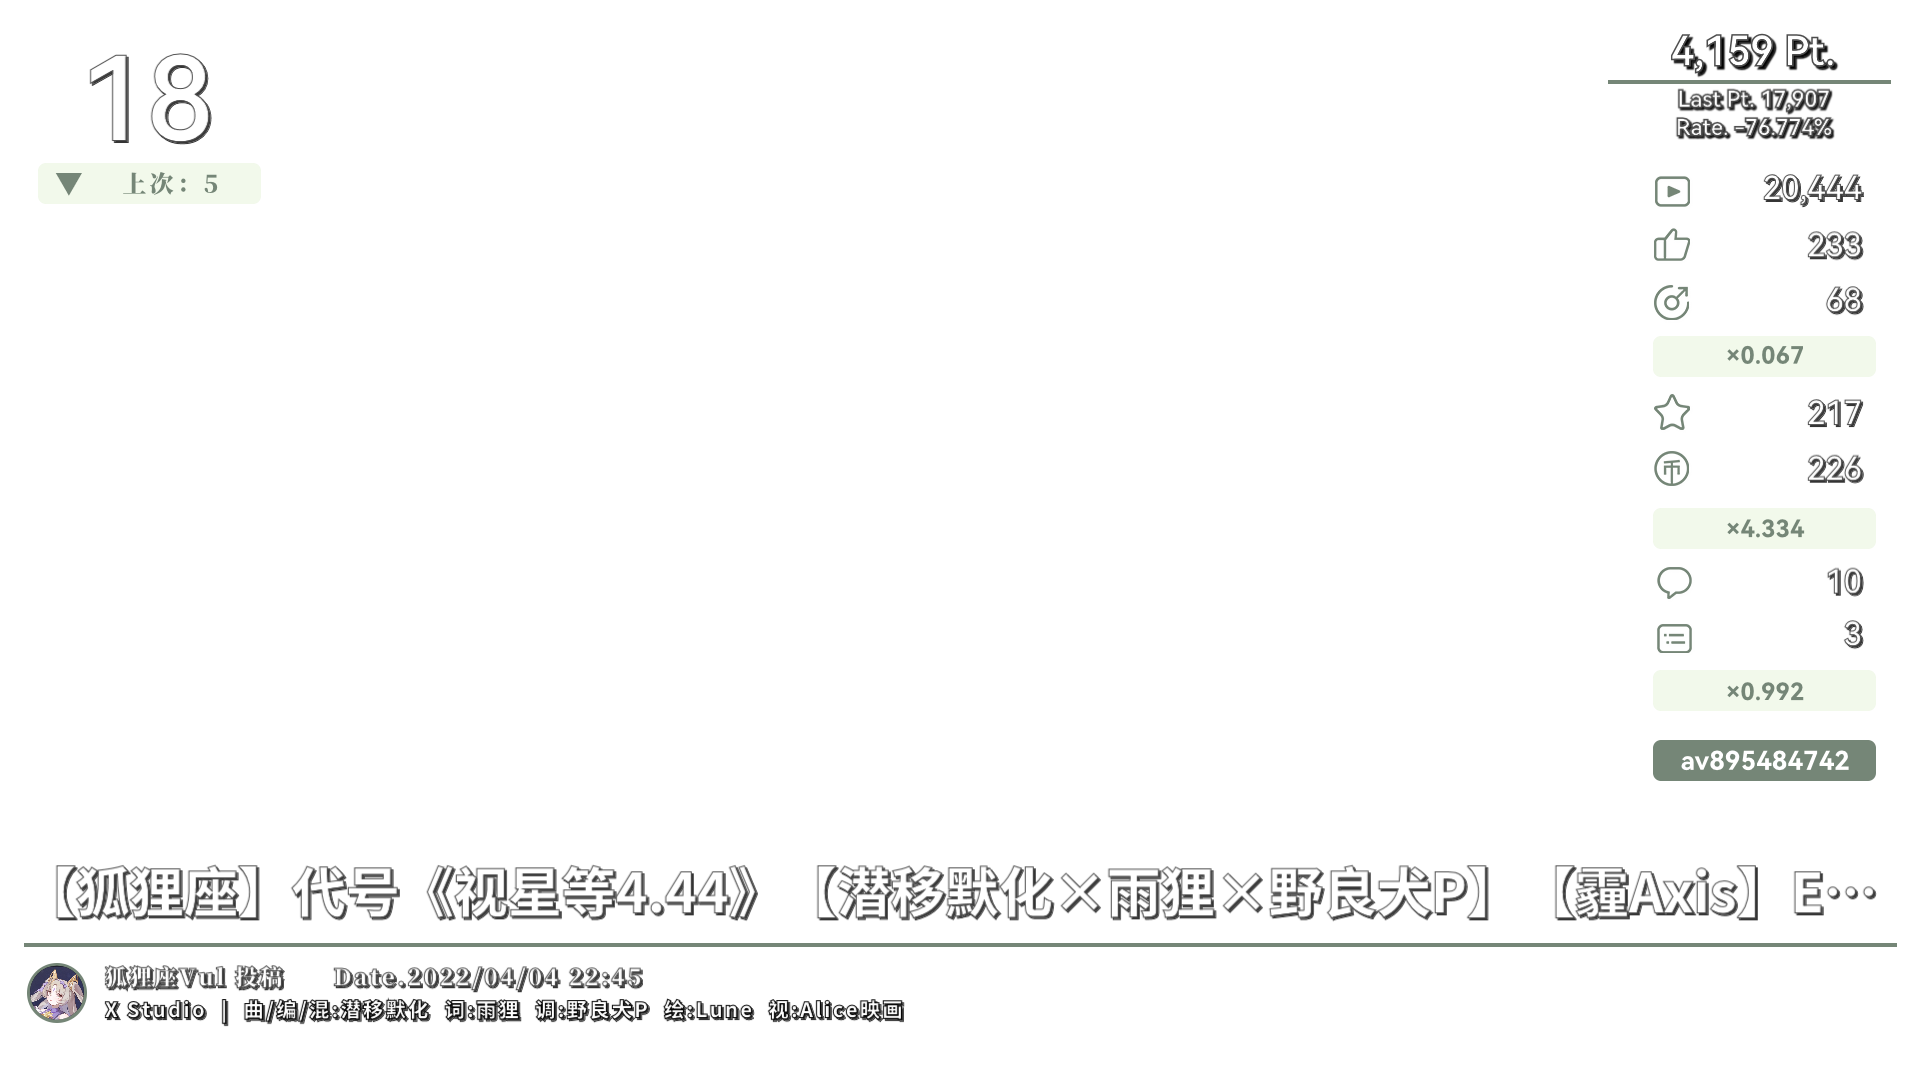 18
▼ 上次: 5
4,159 Pt.
Last Pt. 17,907
Rate. -76.774%
20,444
233
68
×0.067
217
226
×4.334
10
3
×0.992
av895484742
【狐狸座】代号《视星等4.44》【潜移默化×雨狸×野良犬P】【霾Axis】E…
狐狸座Vul 投稿 Date.2022/04/04 22:45
X Studio | 曲/编/混:潜移默化 词:雨狸 调:野良犬P 绘:Lune 视:Alice映画